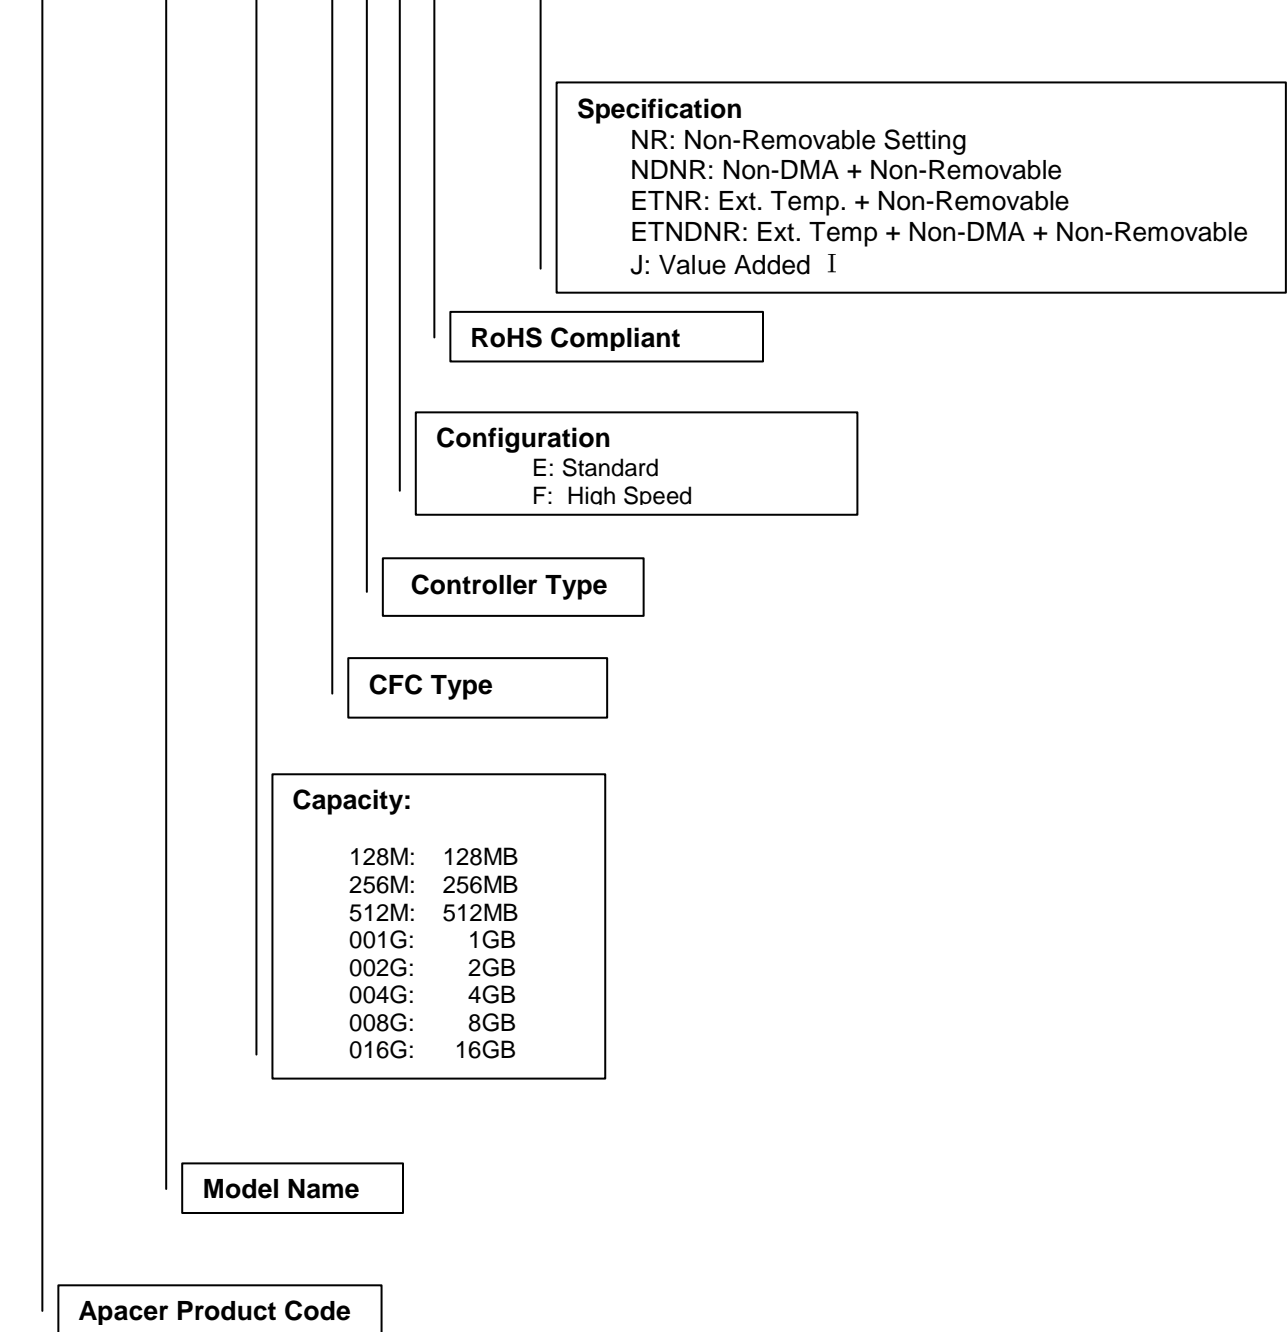 Specification
NR: Non-Removable Setting
NDNR: Non-DMA + Non-Removable
ETNR: Ext. Temp. + Non-Removable
ETNDNR: Ext. Temp + Non-DMA + Non-Removable
J: Value Added I
RoHS Compliant
Configuration
E: Standard
F: High Speed
Controller Type
CFC Type
Capacity:
128M: 128MB
256M: 256MB
512M: 512MB
001G: 1GB
002G: 2GB
004G: 4GB
008G: 8GB
016G: 16GB
Model Name
Apacer Product Code